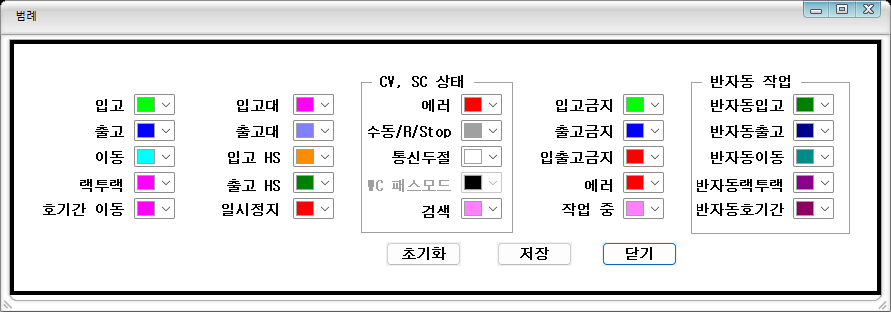 범례
CV, SC 상태
반자동 작업
입고
입고대
에러
입고금지
반자동입고
출고
출고대
수동/R/Stop
출고금지
반자동출고
이동
입고 HS
통신두절
입출고금지
반자동이동
랙투랙
출고 HS
WC 패스모드
에러
반자동랙투랙
호기간 이동
일시정지
검색
작업 중
반자동호기간
초기화
저장
닫기